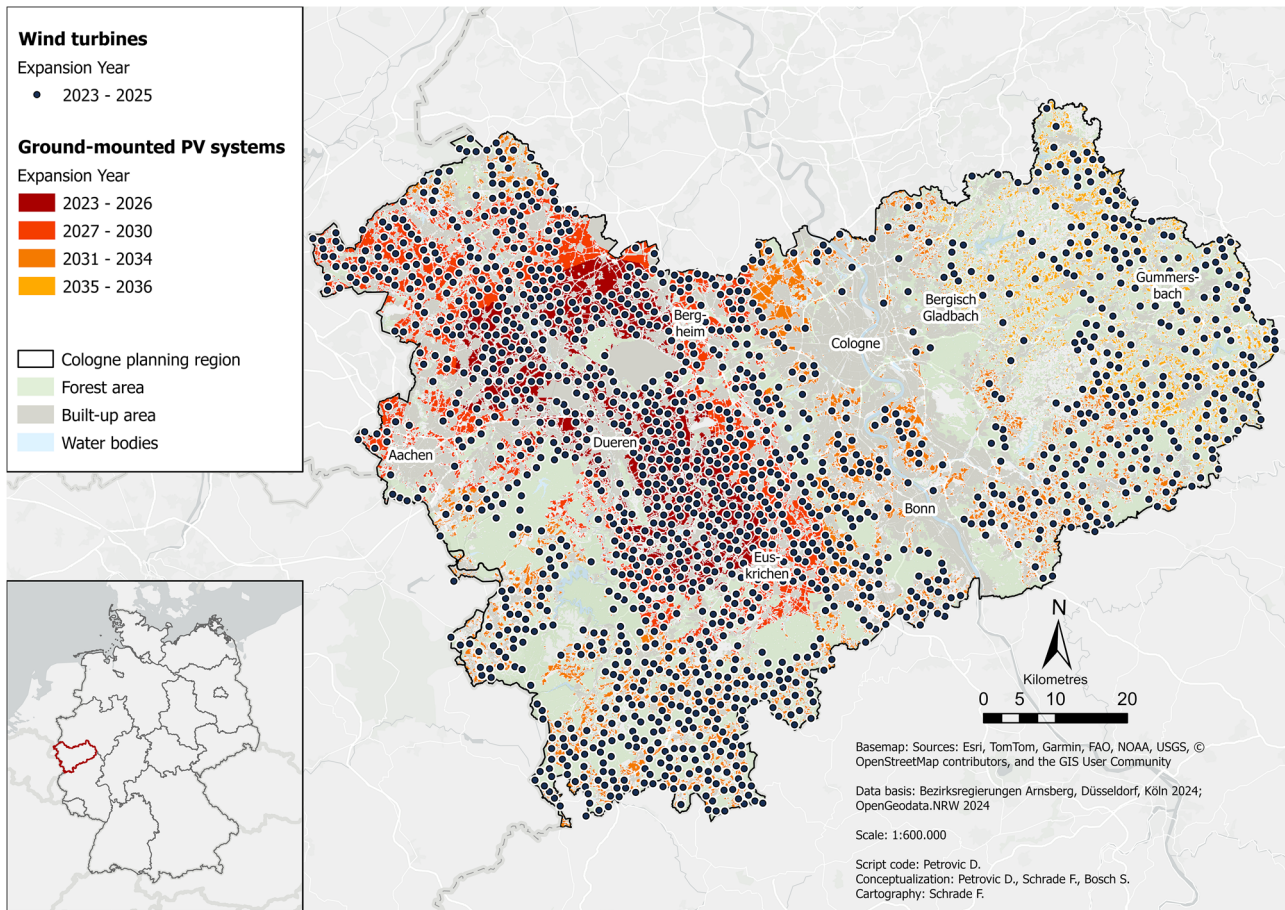 Wind turbines
Expansion Year
2023 - 2025
Ground-mounted PV systems
Expansion Year
2023 - 2026
2027 - 2030
2031 - 2034
2035 - 2036
Cologne planning region
Forest area
Built-up area
Water bodies
Gummers-
bach
Bergisch
Gladbach
Berg-
heim
Cologne
Dueren
Aachen
Bonn
Eus-
krichen
N
Kilometres
0 5 10 20
Basemap: Sources: Esri, TomTom, Garmin, FAO, NOAA, USGS, ©
OpenStreetMap contributors, and the GIS User Community
Data basis: Bezirksregierungen Arnsberg, Düsseldorf, Köln 2024;
OpenGeodata.NRW 2024
Scale: 1:600.000
Script code: Petrovic D.
Conceptualization: Petrovic D., Schrade F., Bosch S.
Cartography: Schrade F.